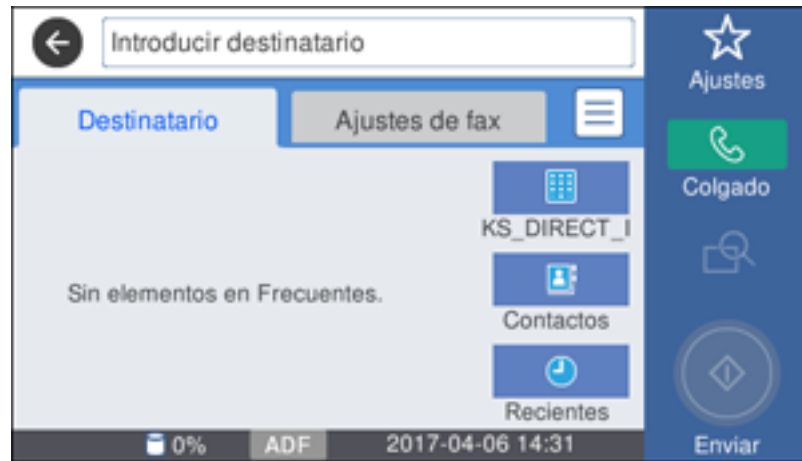 Introducir destinatario
Ajustes
Destinatario
Ajustes de fax
Colgado
KS_DIRECT_I
Sin elementos en Frecuentes.
Contactos
Recientes
0%
ADF
2017-04-06 14:31
Enviar